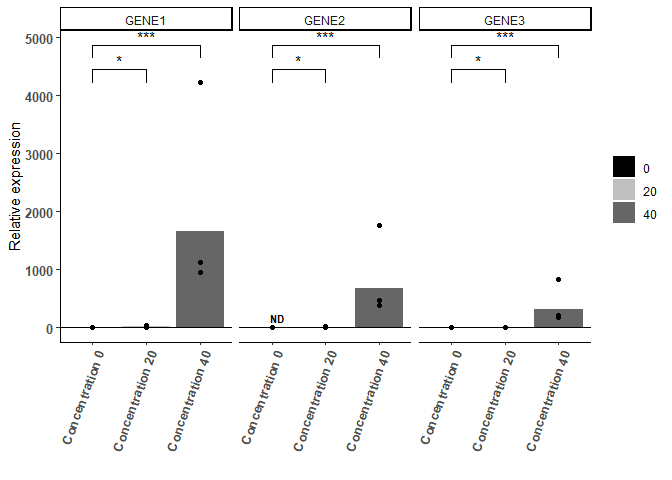 GENE1 GENE2 GENE3
*** *** ***
* * *
5000
4000
3000
2000
1000
0
Relative expression
ND
Concentration 0 Concentration 20 Concentration 40 Concentration 0 Concentration 20 Concentration 40 Concentration 0 Concentration 20 Concentration 40
0
20
40